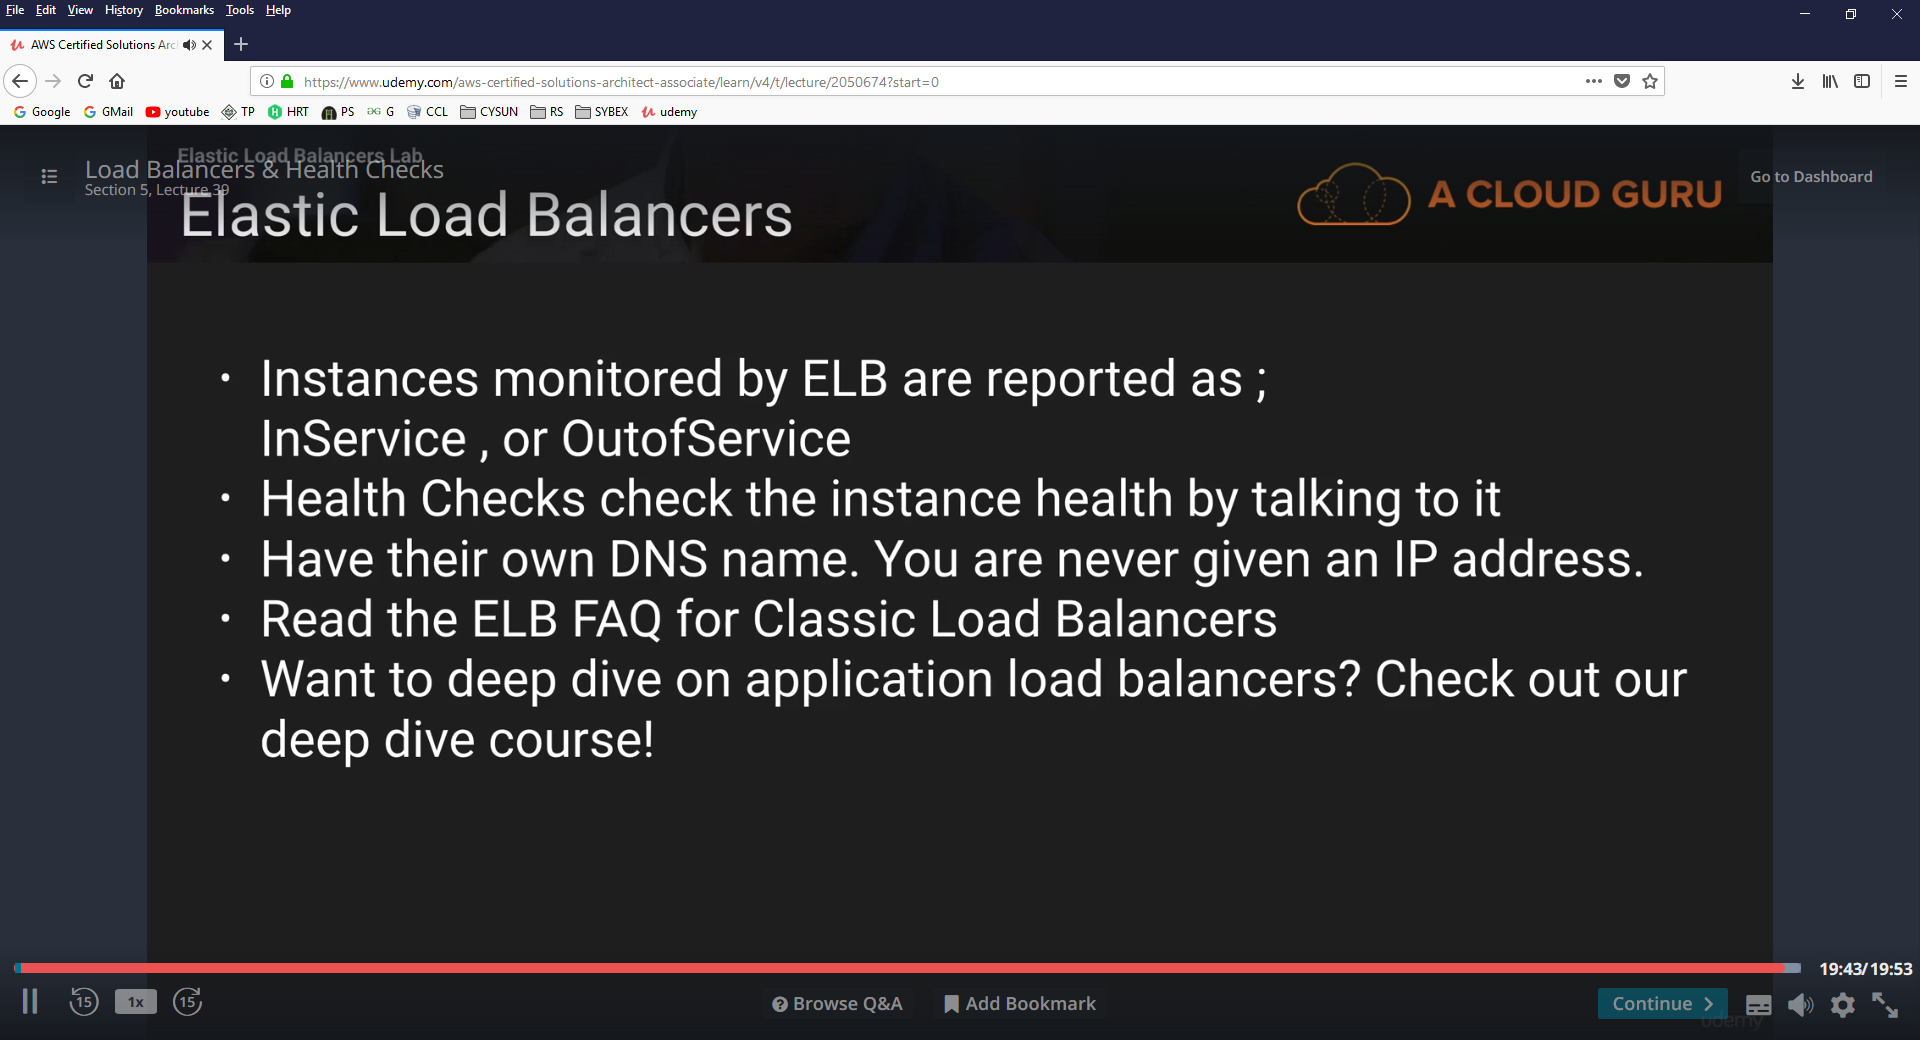 File Edit View History Bookmarks Tools Help
AWS Certified Solutions Arc
https://www.udemy.com/aws-certified-solutions-architect-associate/learn/v4/t/lecture/2050674?start=0
Google GMail youtube TP HRT PS G CCL CYSUN RS SYBEX udemy
Elastic Load Balancers Lab
Load Balancers & Health Checks
Section 5, Lecture 39
Go to Dashboard
Elastic Load Balancers
A CLOUD GURU
• Instances monitored by ELB are reported as ;
InService , or OutofService
• Health Checks check the instance health by talking to it
• Have their own DNS name. You are never given an IP address.
• Read the ELB FAQ for Classic Load Balancers
• Want to deep dive on application load balancers? Check out our
deep dive course!
19:43/19:53
15 1x 15 Browse Q&A Add Bookmark Continue
udemy